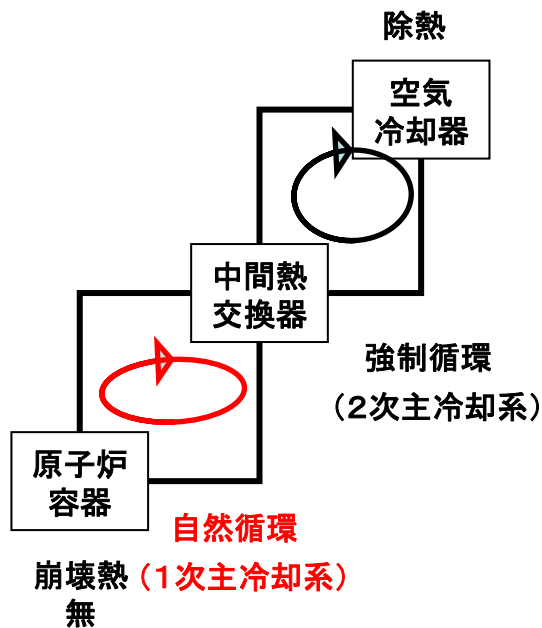 除熱
空気
冷却器
中間熱
交換器
強制循環
（２次主冷却系）
原子炉
容器
自然循環
（１次主冷却系）
崩壊熱
無